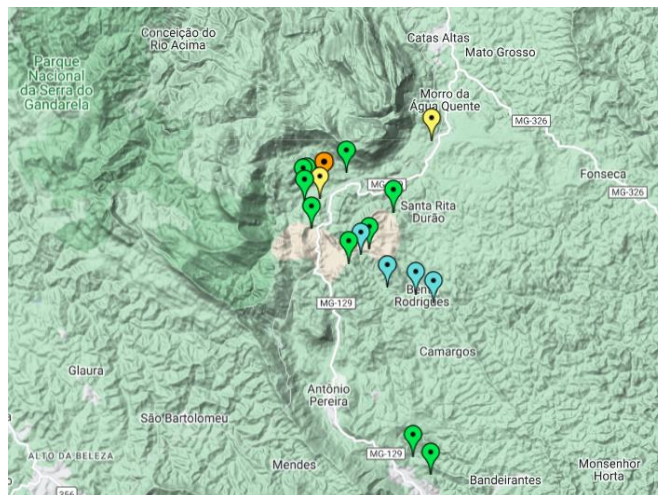 Conceição do
Rio Acima
Catas Altas
Mato Grosso
Parque
Nacional
da Serra do
Gandarela
Morro da
Água Quente
MG-326
Fonseca
MG-326
Santa Rita
Durão
Rodrigues
MG-129
Camargos
Glaura
Antônio
Pereira
São Bartolomeu
ALTO DA BELEZA
MG-129
Mendes
Bandeirantes
Monsenhor
Horta
356